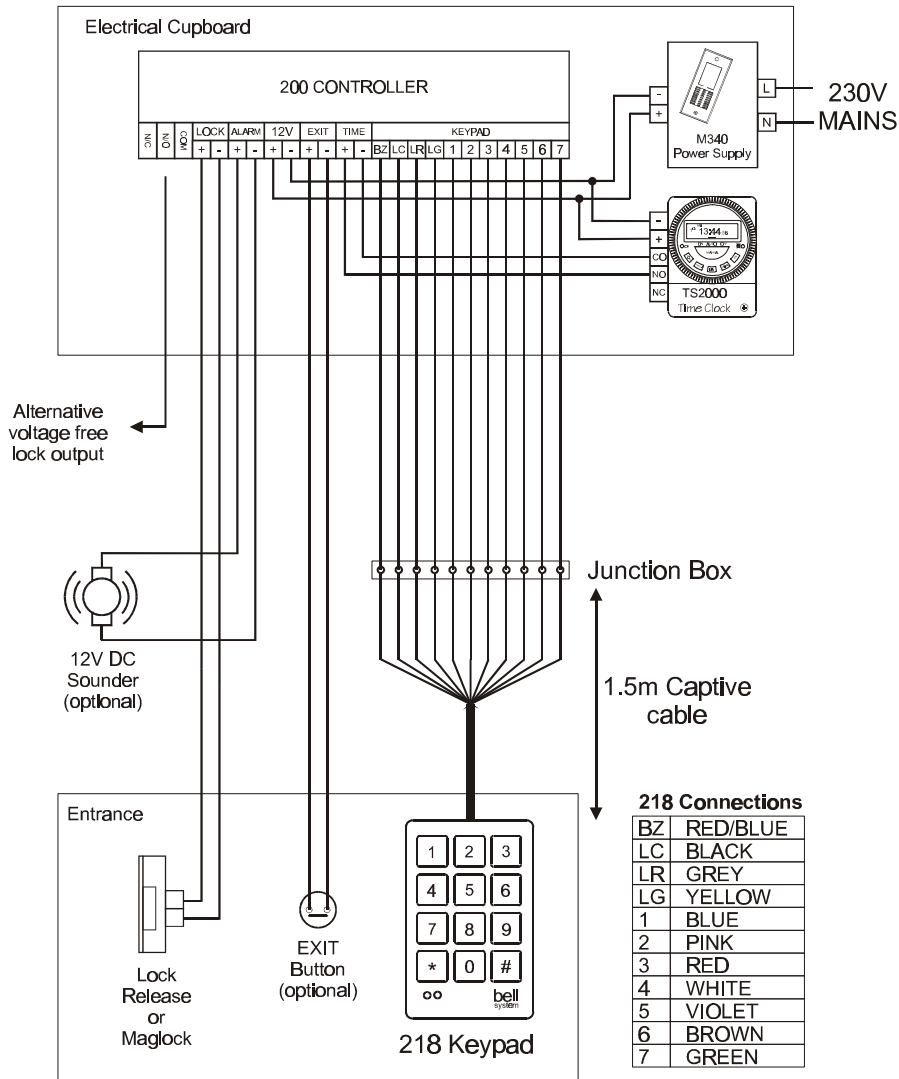 Electrical Cupboard
200 CONTROLLER
N/C N/O COM LOCK ALARM 12V EXIT TIME KEYPAD
+ - + - + - + - + - BZ LC LR LG 1 2 3 4 5 6 7
-
+
M340
Power Supply
L
N
230V
MAINS
-
+
CO
NO
NC
13:44
TS2000
Time Clock
Alternative
voltage free
lock output
12V DC
Sounder
(optional)
Junction Box
1.5m Captive
cable
Entrance
Lock
Release
or
Maglock
EXIT
Button
(optional)
1 2 3
4 5 6
7 8 9
* 0 #
bell
system
218 Keypad
218 Connections
BZ RED/BLUE
LC BLACK
LR GREY
LG YELLOW
1 BLUE
2 PINK
3 RED
4 WHITE
5 VIOLET
6 BROWN
7 GREEN